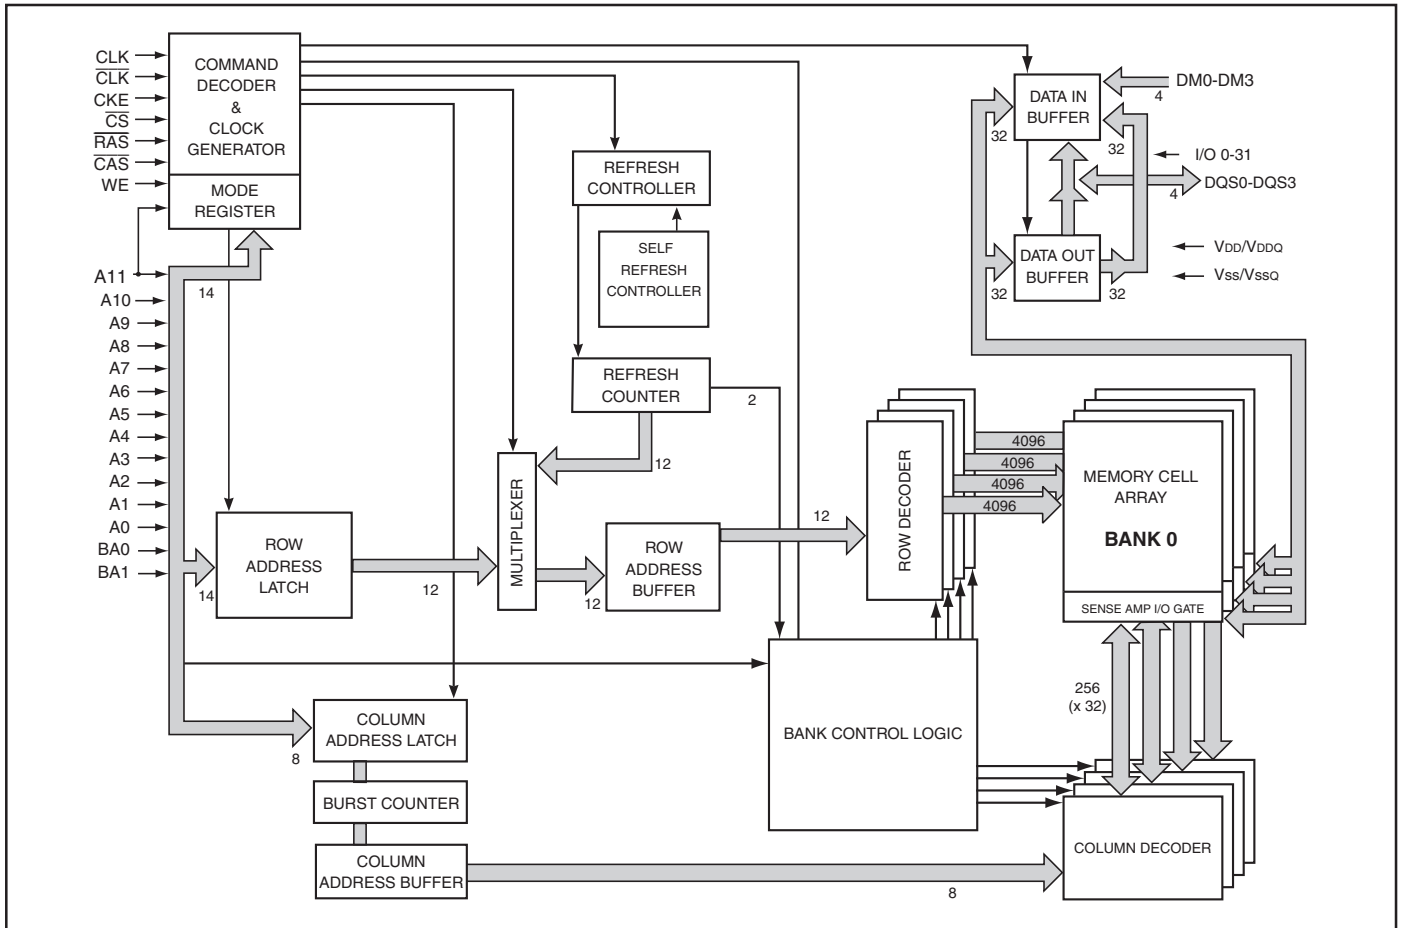 CLK
CLK
CKE
CS
RAS
CAS
WE
A11
A10
A9
A8
A7
A6
A5
A4
A3
A2
A1
A0
BA0
BA1
COMMAND
DECODER
&
CLOCK
GENERATOR
MODE
REGISTER
14
14
ROW
ADDRESS
LATCH
12
8
COLUMN
ADDRESS LATCH
BURST COUNTER
COLUMN
ADDRESS BUFFER
8
REFRESH
CONTROLLER
SELF
REFRESH
CONTROLLER
REFRESH
COUNTER
2
12
MULTIPLEXER
12
ROW
ADDRESS
BUFFER
12
ROW DECODER
4096
4096
4096
4096
MEMORY CELL
ARRAY
BANK 0
SENSE AMP I/O GATE
256
(x 32)
BANK CONTROL LOGIC
COLUMN DECODER
DATA IN
BUFFER
DM0-DM3
4
32
32
I/O 0-31
DQS0-DQS3
4
DATA OUT
BUFFER
32
32
VDD/VDDQ
Vss/VssQ